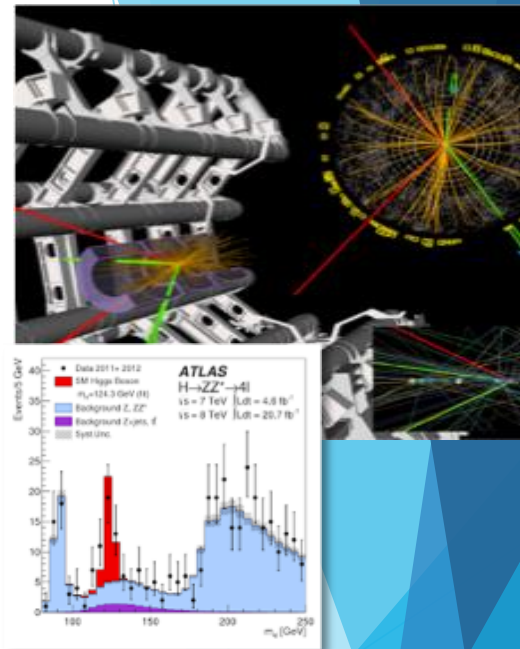 Events/5 GeV
40
35
30
25
20
15
10
5
0
Data 2011+ 2012
SM Higgs Boson
m_H=124.3 GeV (fit)
Background Z, ZZ*
Background Z+jets, tt̄
Syst.Unc.
ATLAS
H→ZZ*→4l
√s = 7 TeV ∫Ldt = 4.6 fb⁻¹
√s = 8 TeV ∫Ldt = 20.7 fb⁻¹
100 150 200 250
[GeV]